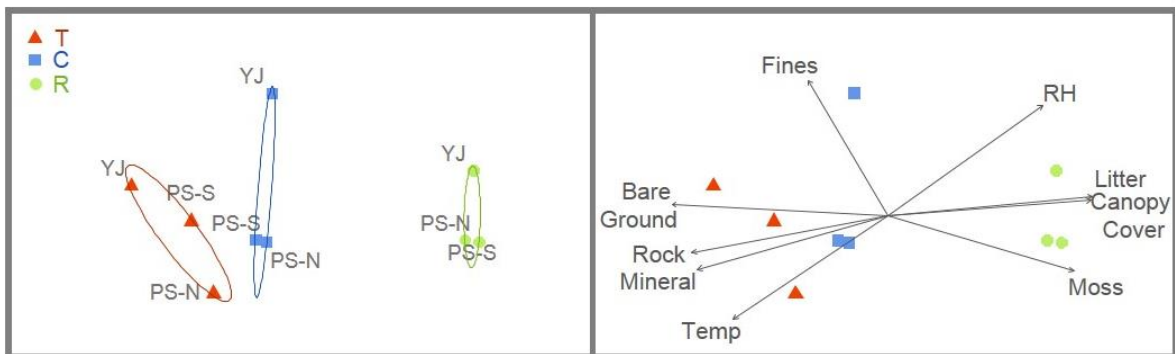 T
C
R
YJ
YJ
PS-S
PS-S
PS-N
PS-N
YJ
PS-N
PS-S
Fines
RH
Bare
Ground
Litter
Canopy
Cover
Rock
Mineral
Moss
Temp